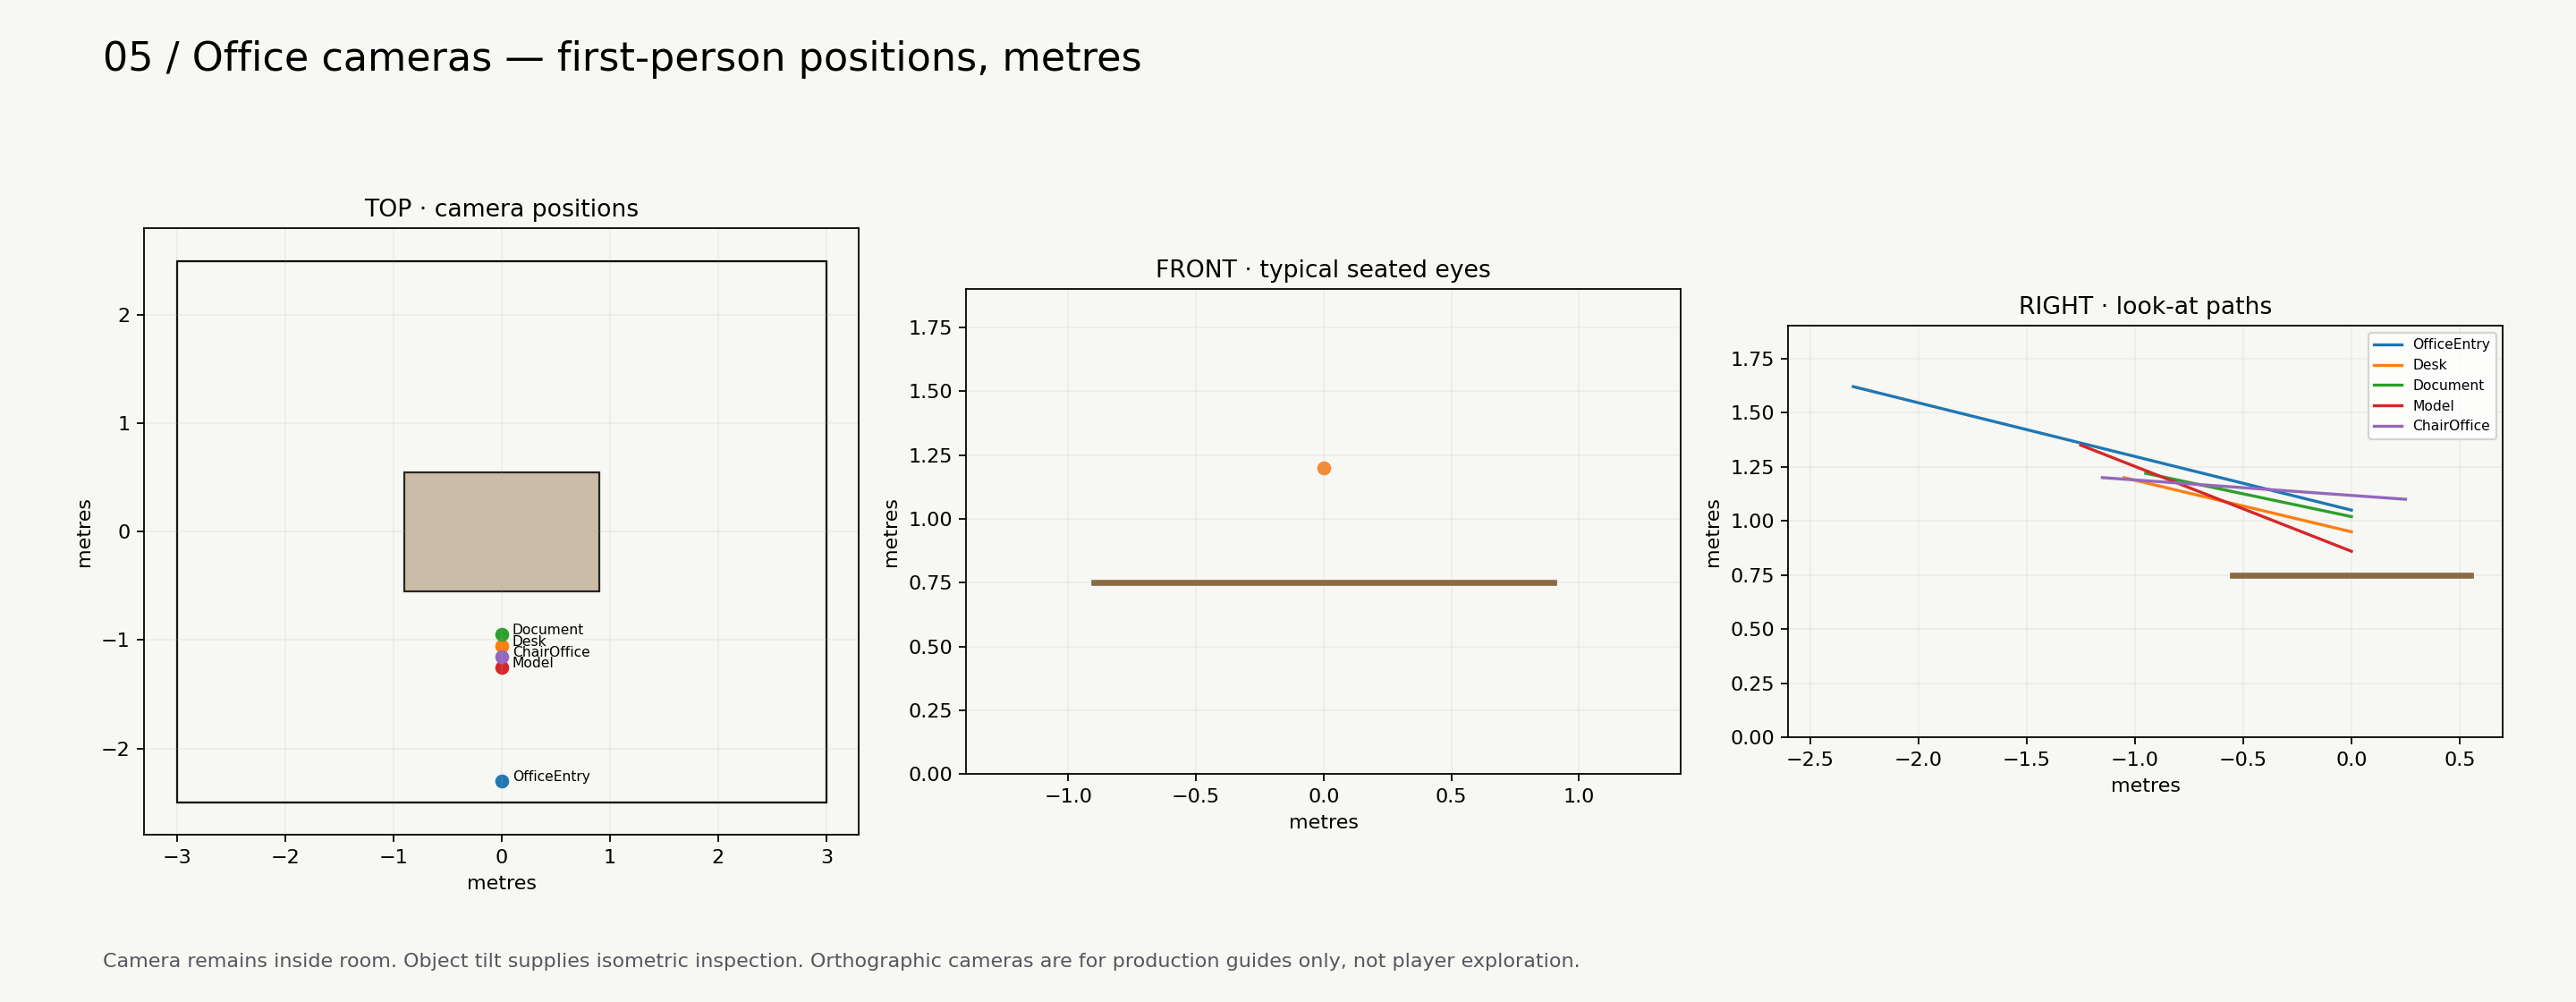 05 / Office cameras — first-person positions, metres
TOP · camera positions
metres
2
1
0
−1
−2
Document
Desk
ChairOffice
Model
OfficeEntry
−3
−2
−1
0
1
2
3
metres
FRONT · typical seated eyes
metres
1.75
1.50
1.25
1.00
0.75
0.50
0.25
0.00
−1.0
−0.5
0.0
0.5
1.0
metres
RIGHT · look-at paths
metres
1.75
1.50
1.25
1.00
0.75
0.50
0.25
0.00
OfficeEntry
Desk
Document
Model
ChairOffice
−2.5
−2.0
−1.5
−1.0
−0.5
0.0
0.5
metres
Camera remains inside room. Object tilt supplies isometric inspection. Orthographic cameras are for production guides only, not player exploration.